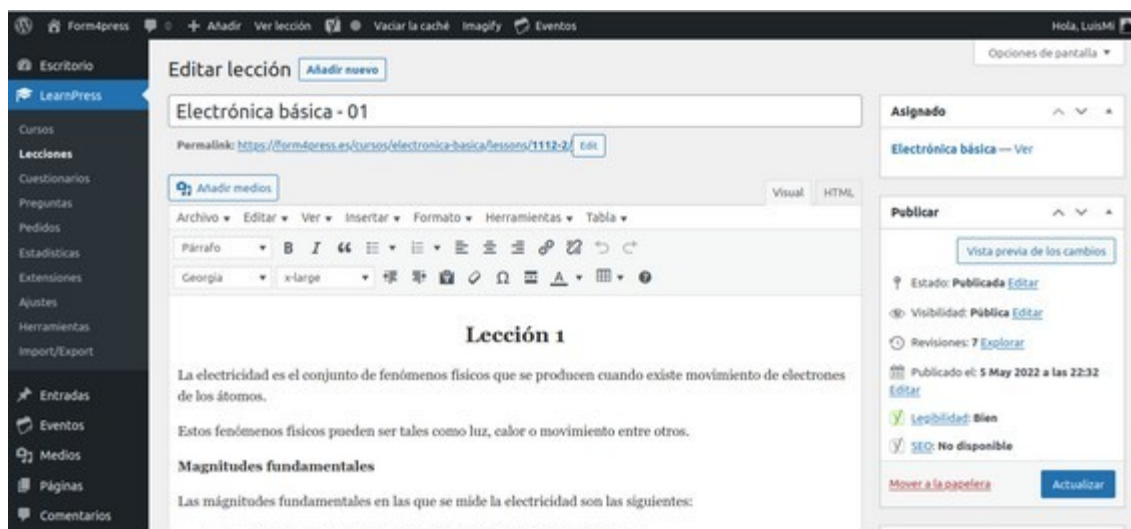 Form4press 0 + Añadir Ver lección Vaciar la caché Imagify Eventos Hola, LuisMi
Opciones de pantalla
Escritorio
LearnPress
Cursos
Lecciones
Cuestionarios
Preguntas
Pedidos
Estadísticas
Extensiones
Ajustes
Herramientas
Import/Export
Entradas
Eventos
Medios
Páginas
Comentarios
Editar lección Añadir nuevo
Electrónica básica - 01
Permalink: https://form4press.es/cursos/electronica-basica/lessons/1112-2/ Edit
Añadir medios
Visual HTML
Archivo Editar Ver Insertar Formato Herramientas Tabla
Párrafo B I
Georgia x-large Ω A
Lección 1
La electricidad es el conjunto de fenómenos físicos que se producen cuando existe movimiento de electrones
de los átomos.
Estos fenómenos físicos pueden ser tales como luz, calor o movimiento entre otros.
Magnitudes fundamentales
Las mágnitudes fundamentales en las que se mide la electricidad son las siguientes:
Asignado
Electrónica básica — Ver
Publicar
Vista previa de los cambios
Estado: Publicada Editar
Visibilidad: Pública Editar
Revisiones: 7 Explorar
Publicado el: 5 May 2022 a las 22:32
Editar
Legibilidad: Bien
SEO: No disponible
Mover a la papelera
Actualizar